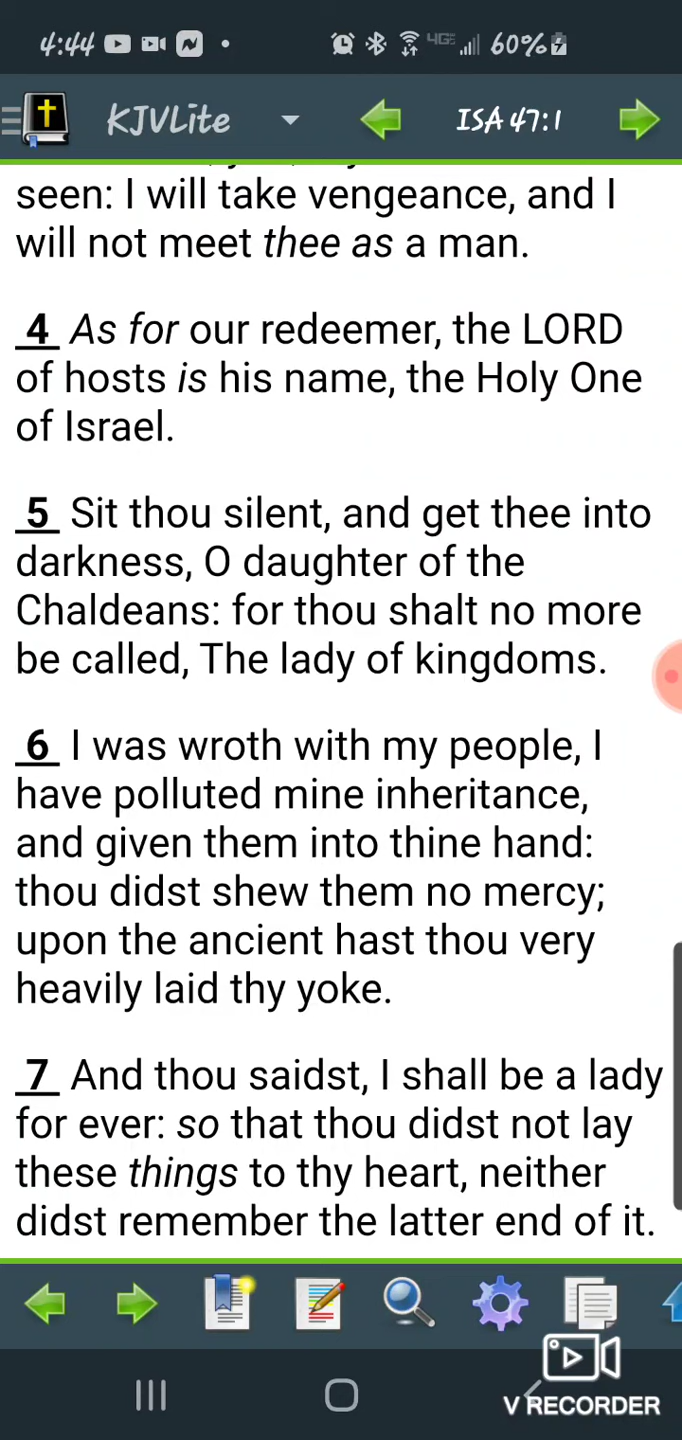 4:44 4GE 60%
KJVLite ISA 47:1
seen: I will take vengeance, and I
will not meet thee as a man.
4 As for our redeemer, the LORD
of hosts is his name, the Holy One
of Israel.
5 Sit thou silent, and get thee into
darkness, O daughter of the
Chaldeans: for thou shalt no more
be called, The lady of kingdoms.
6 I was wroth with my people, I
have polluted mine inheritance,
and given them into thine hand:
thou didst shew them no mercy;
upon the ancient hast thou very
heavily laid thy yoke.
7 And thou saidst, I shall be a lady
for ever: so that thou didst not lay
these things to thy heart, neither
didst remember the latter end of it.
V RECORDER